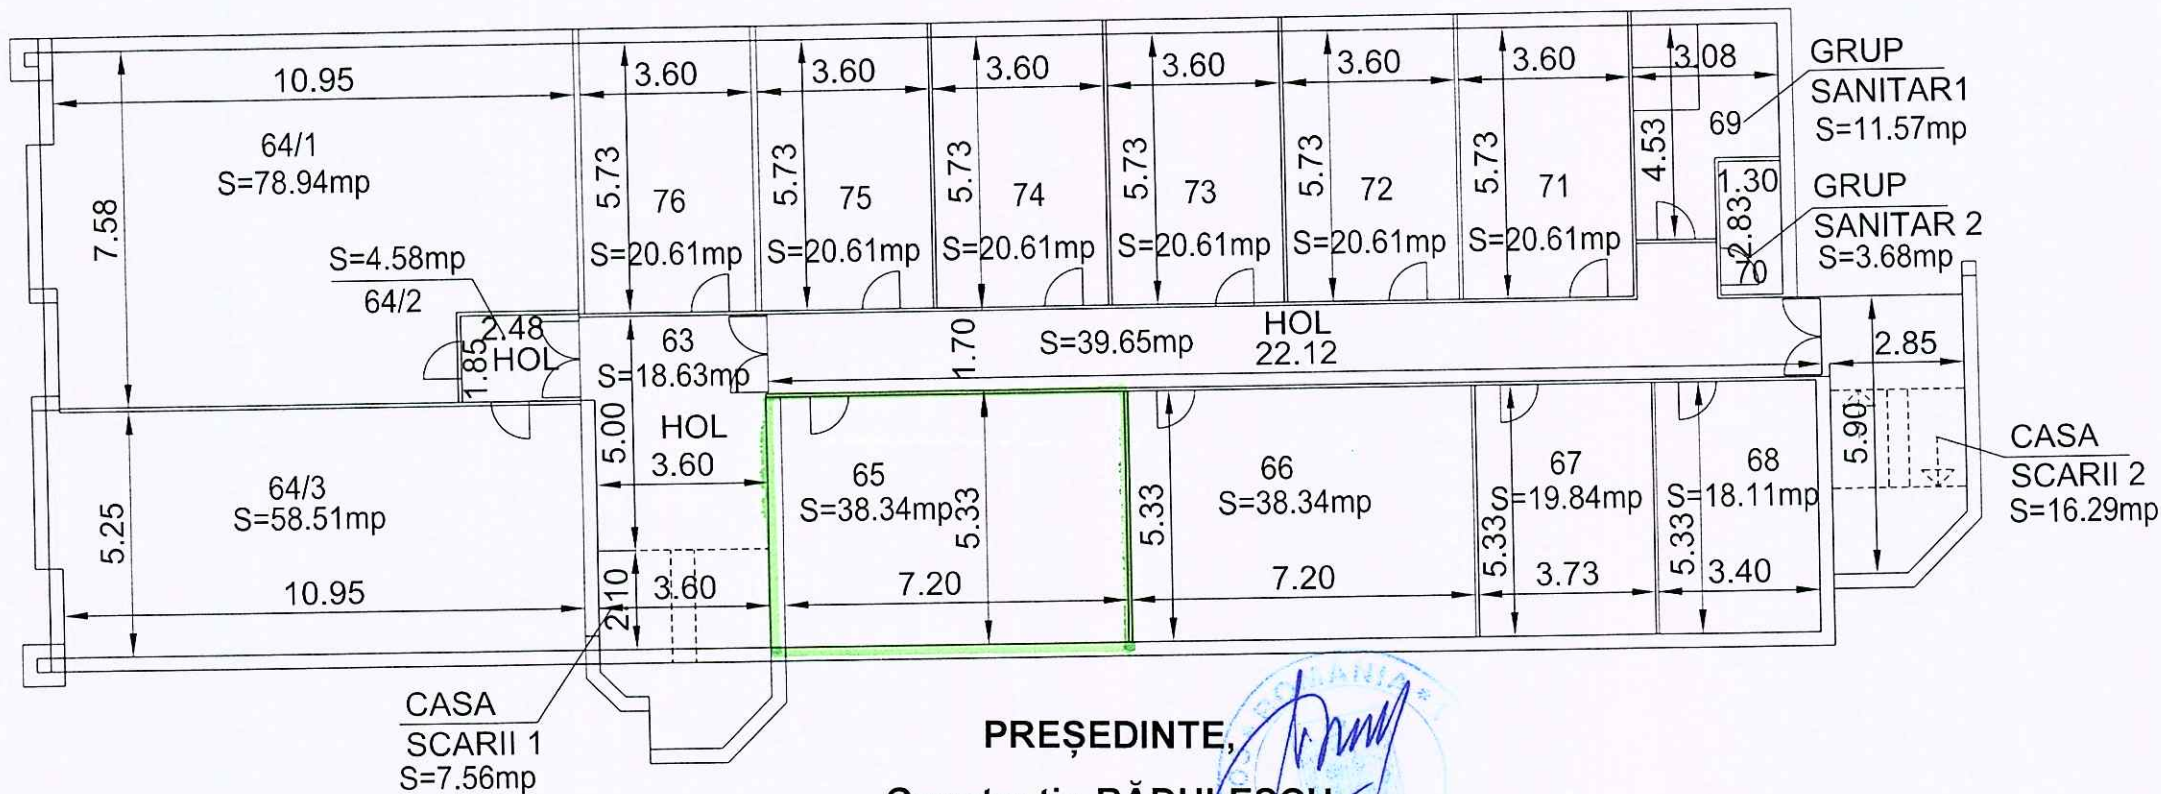 10.95
3.60
3.60
3.60
3.60
3.60
3.60
3.08
GRUP
SANITAR1
S=11.57mp
69
4.53
64/1
S=78.94mp
7.58
5.73
76
S=20.61mp
5.73
75
S=20.61mp
5.73
74
S=20.61mp
5.73
73
S=20.61mp
5.73
72
S=20.61mp
5.73
71
S=20.61mp
1.30
2.83
70
GRUP
SANITAR 2
S=3.68mp
S=4.58mp
64/2
2.48
1.85
HOL
63
S=18.63mp
1.70
S=39.65mp
HOL
22.12
2.85
5.00
HOL
3.60
5.90
CASA
SCARII 2
S=16.29mp
64/3
S=58.51mp
5.25
10.95
65
S=38.34mp
5.33
7.20
66
S=38.34mp
5.33
7.20
67
S=19.84mp
5.33
3.73
68
S=18.11mp
5.33
3.40
2.10
3.60
CASA
SCARII 1
S=7.56mp
PREȘEDINTE,
Constantin RĂDULESCU